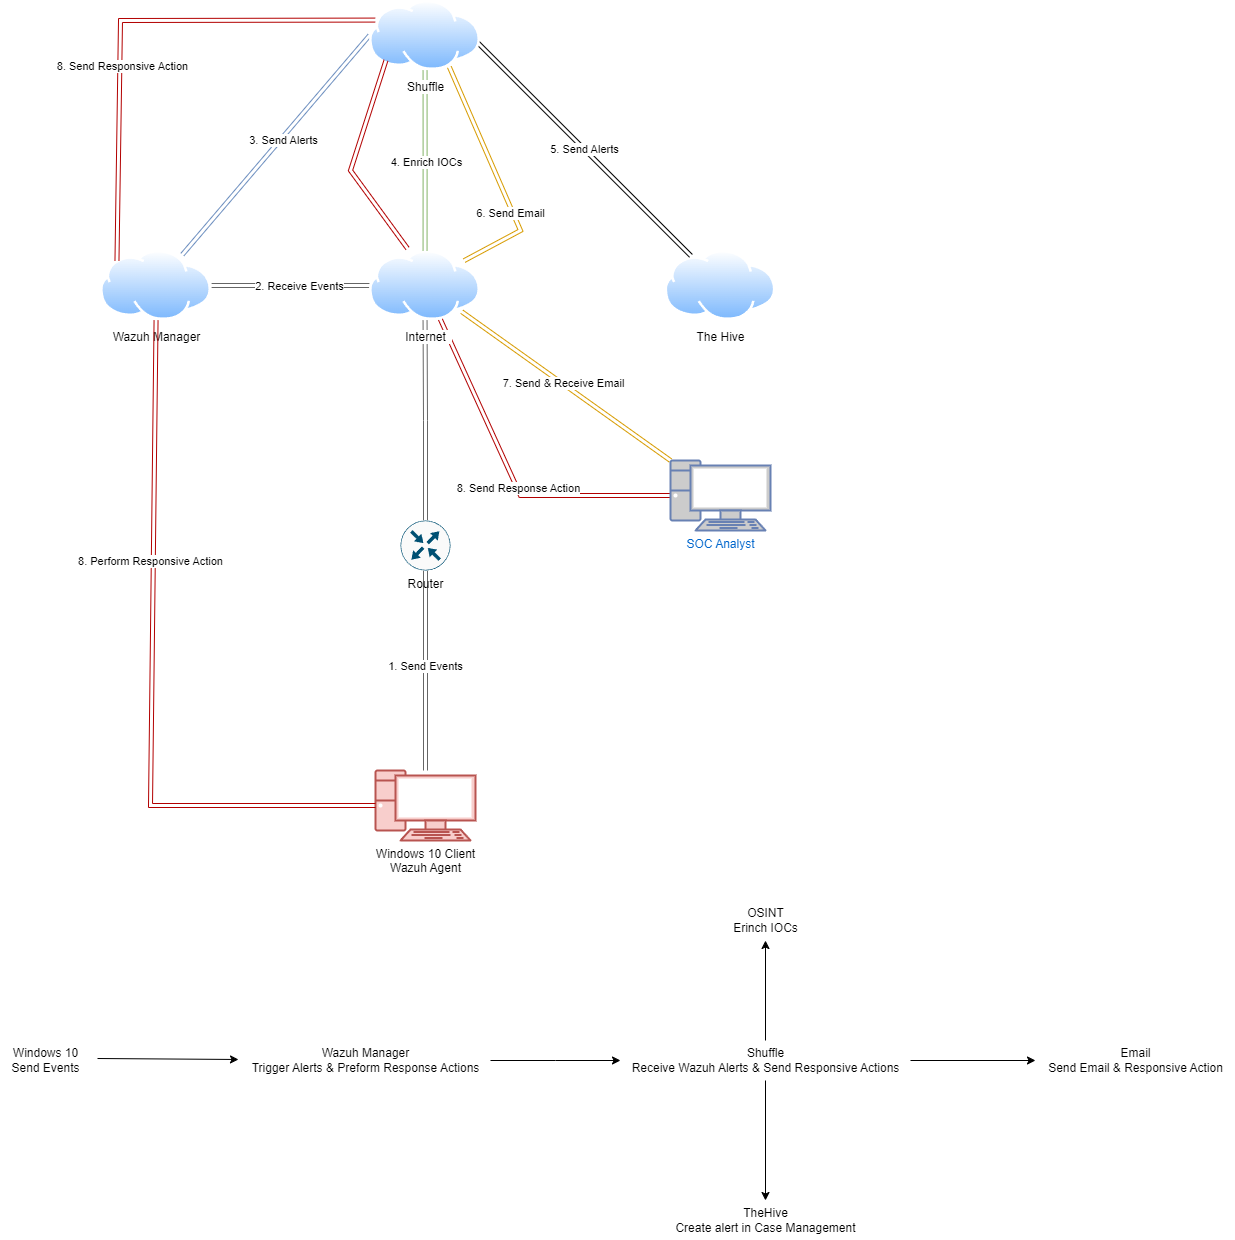 8. Send Responsive Action
Shuffle
3. Send Alerts
5. Send Alerts
4. Enrich IOCs
6. Send Email
2. Receive Events
Wazuh Manager
Internet
The Hive
7. Send & Receive Email
8. Send Response Action
SOC Analyst
8. Perform Responsive Action
Router
1. Send Events
Windows 10 Client
Wazuh Agent
OSINT
Erinch IOCs
Windows 10
Send Events
Wazuh Manager
Trigger Alerts & Preform Response Actions
Shuffle
Receive Wazuh Alerts & Send Responsive Actions
Email
Send Email & Responsive Action
TheHive
Create alert in Case Management